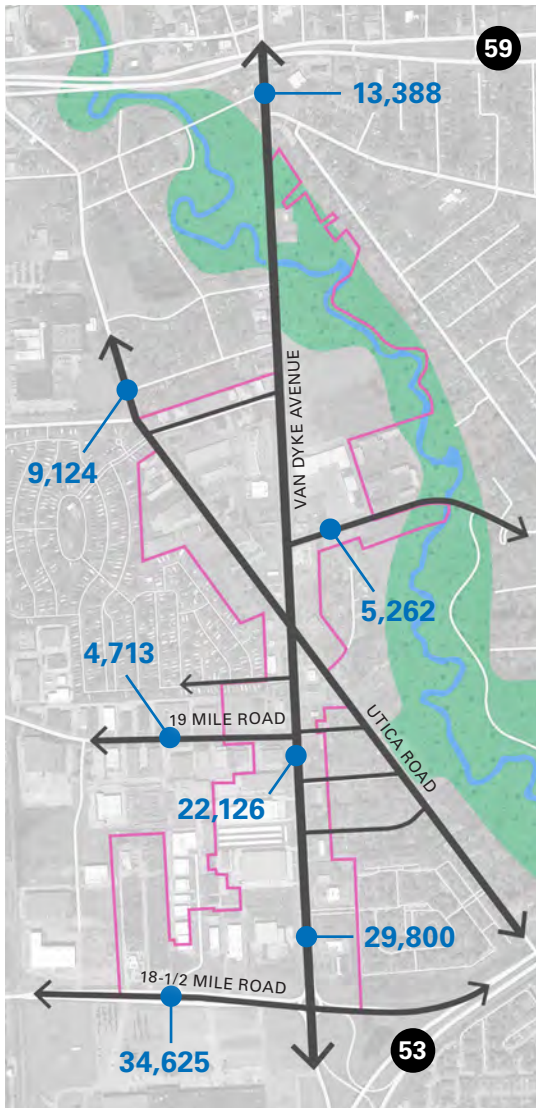 59
13,388
VAN DYKE AVENUE
9,124
5,262
4,713
19 MILE ROAD
UTICA ROAD
22,126
29,800
18-1/2 MILE ROAD
34,625
53